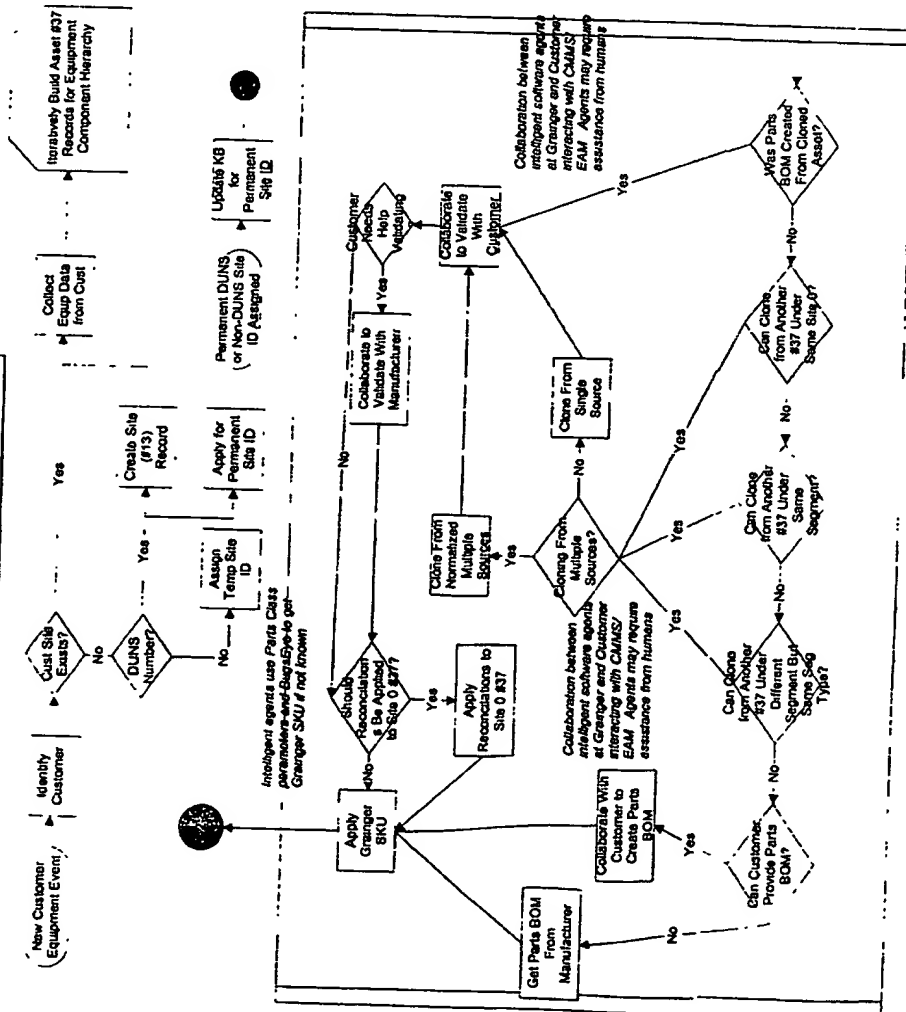 New Customer
Equipment Event
Identify
Customer
Cust Site
Exists?
Yes
No
DUNS
Number?
Yes
No
Assign
Temp Site
ID
Create Site
(#13)
Record
Apply for
Permanent
Site ID
Collect
Equip Data
from Cust
Iteratively Build Asset #37
Records for Equipment
Component Hierarchy
Permanent DUNS
or Non-DUNS Site
ID Assigned
Update KB
for
Permanent
Site ID
Intelligent agents use Parts Class
parameters and BugsEye to get
Grainger SKU if not known
Apply
Grainger
SKU
No
Should
Reconciation
s Be Applied
to Site 0 #37?
Yes
Apply
Reconciations to
Site 0 #37
No
Collaborate to
Validate With
Manufacturer
Yes
Customer
Needs
Help
Validating
Collaborate
to Validate
With
Customer
Collaboration between
intelligent software agents
at Grainger and Customer
interacting with CMMS/
EAM Agents may require
assistance from humans
Clone From
Normalized
Multiple
Sources
Yes
Cloning From
Multiple
Sources?
No
Clone From
Single
Source
Yes
Collaboration between
intelligent software agents
at Grainger and Customer
interacting with CMMS/
EAM Agents may require
assistance from humans
Get Parts BOM
From
Manufacturer
Collaborate With
Customer to
Create Parts
BOM
Yes
Yes
Yes
No
Can Customer
Provide Parts
BOM?
No
Can Clone
from Another
#37 Under
Different
Segment But
Same Seg
Type?
No
Can Clone
from Another
#37 Under
Same
Segment?
No
Can Clone
from Another
#37 Under
Same Site 0?
No
Was Parts
BOM Created
From Cloned
Asset?